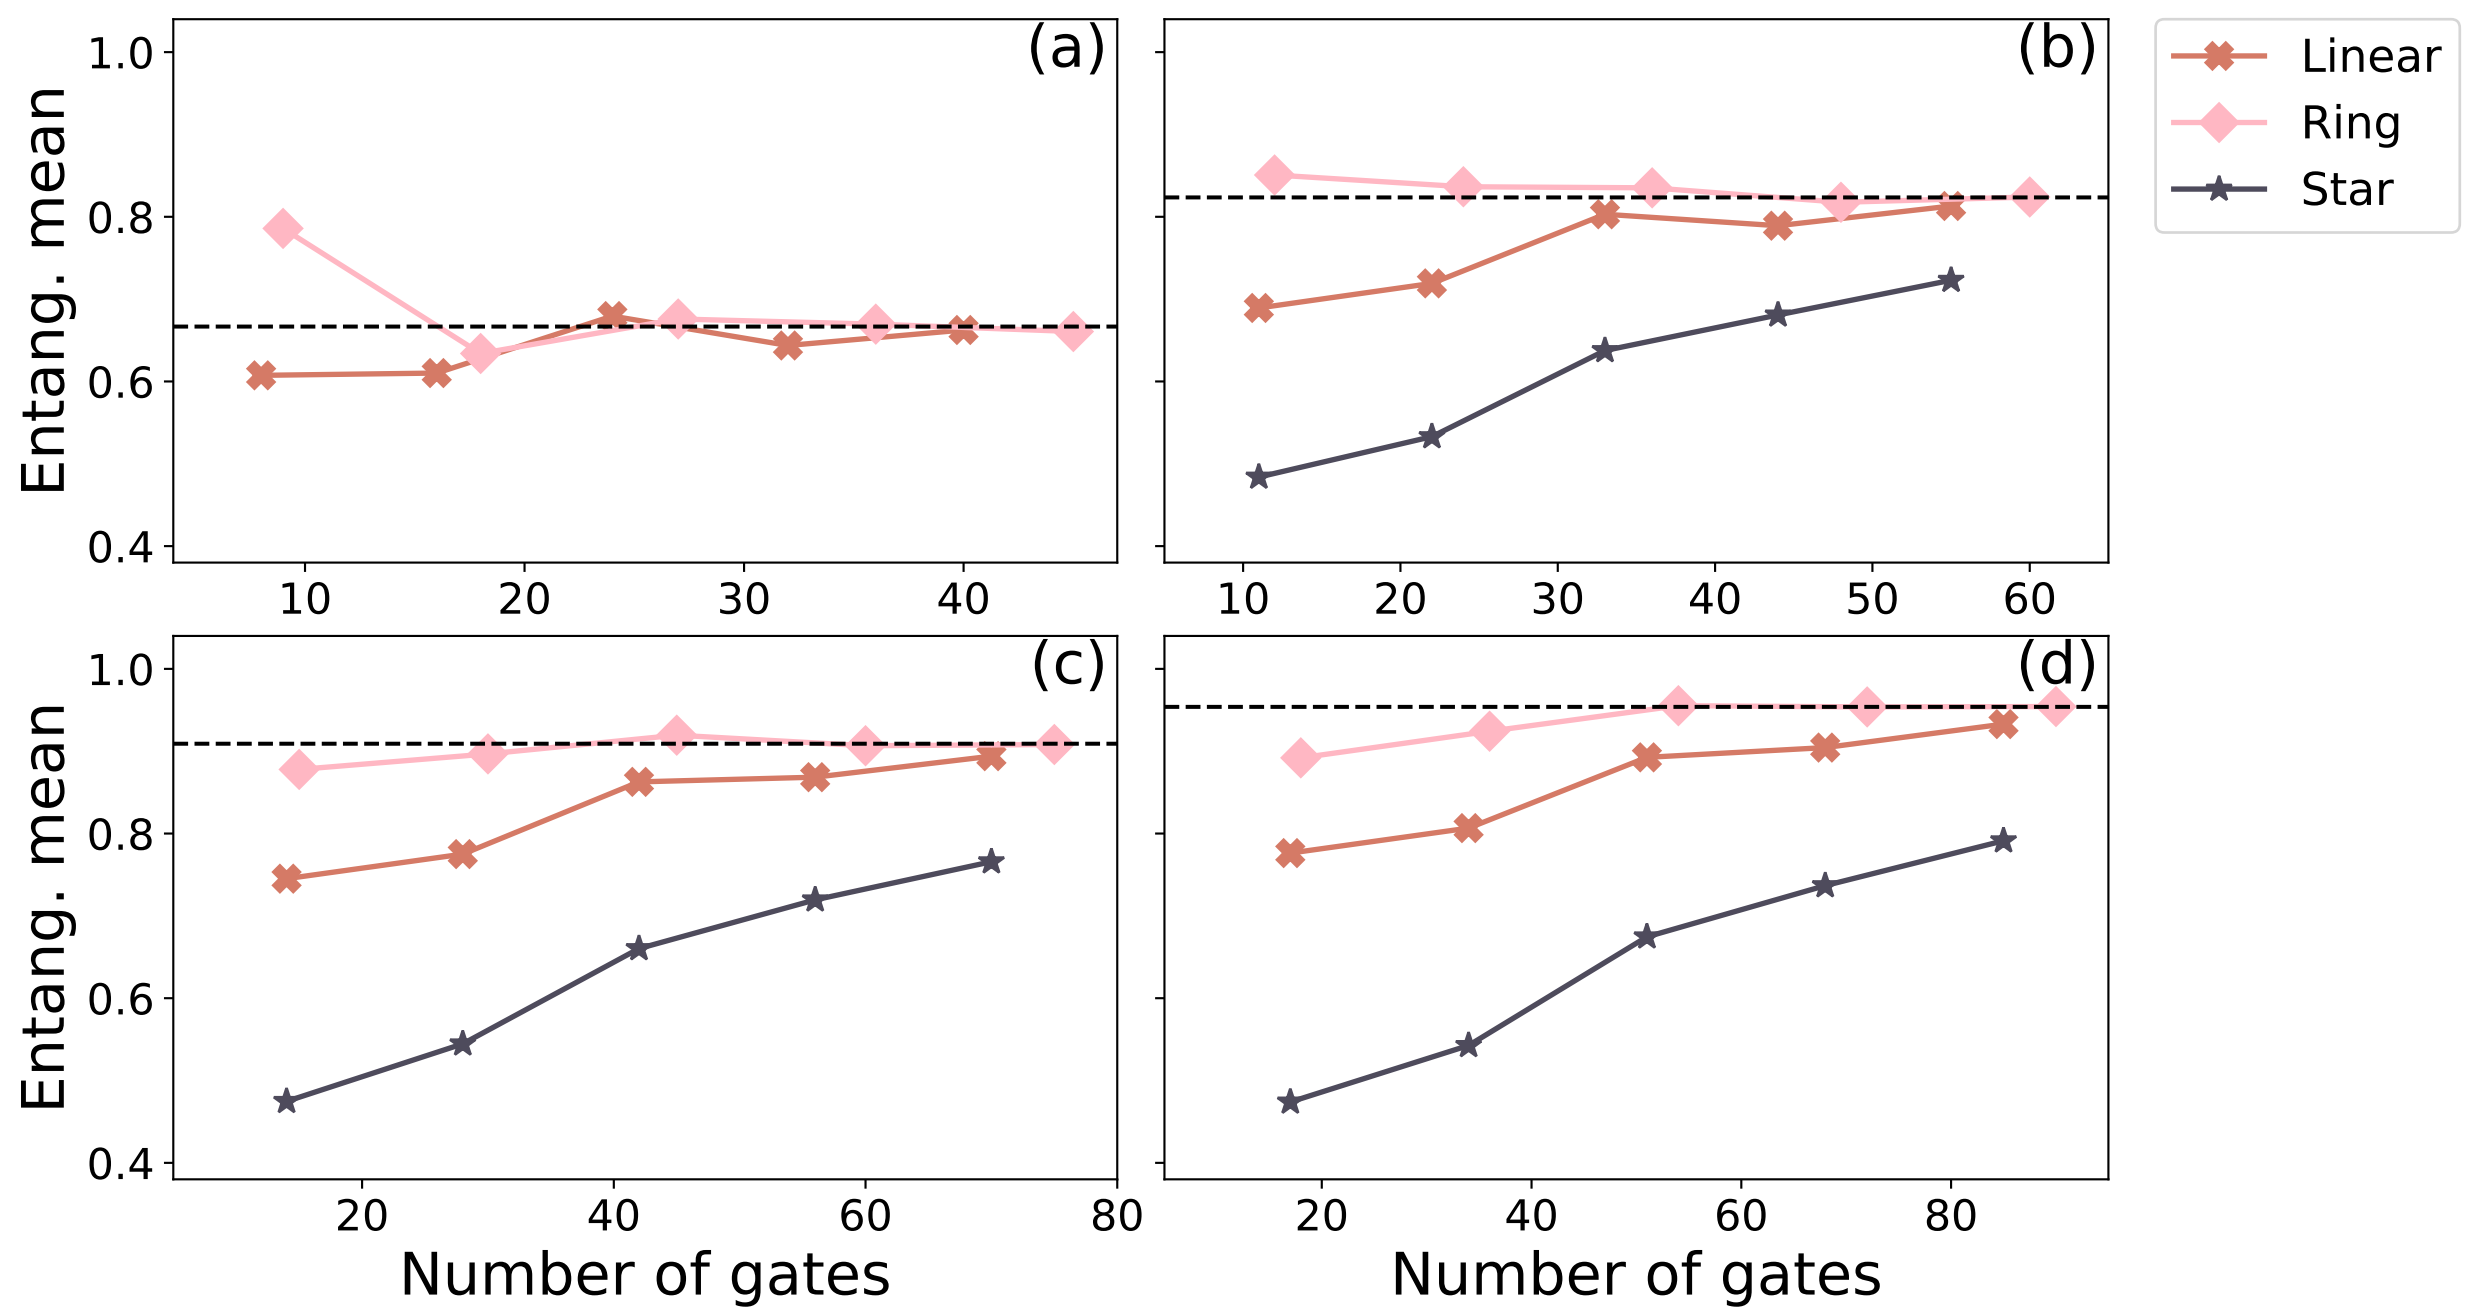 (a)
(b)
Linear
Ring
Star
Entang. mean
1.0
0.8
0.6
0.4
10 20 30 40
10 20 30 40 50 60
(c)
(d)
Entang. mean
1.0
0.8
0.6
0.4
20 40 60 80
20 40 60 80
Number of gates
Number of gates